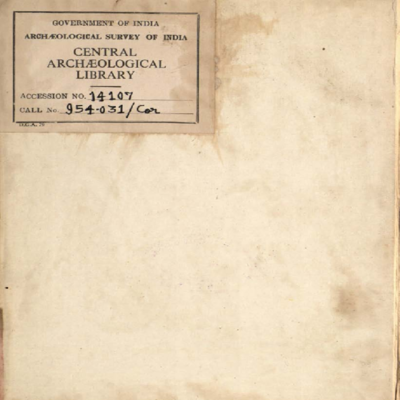 GOVERNMENT OF INDIA
ARCHÆOLOGICAL SURVEY OF INDIA
CENTRAL
ARCHÆOLOGICAL
LIBRARY
ACCESSION NO. 14107
CALL No 954.031/Cor